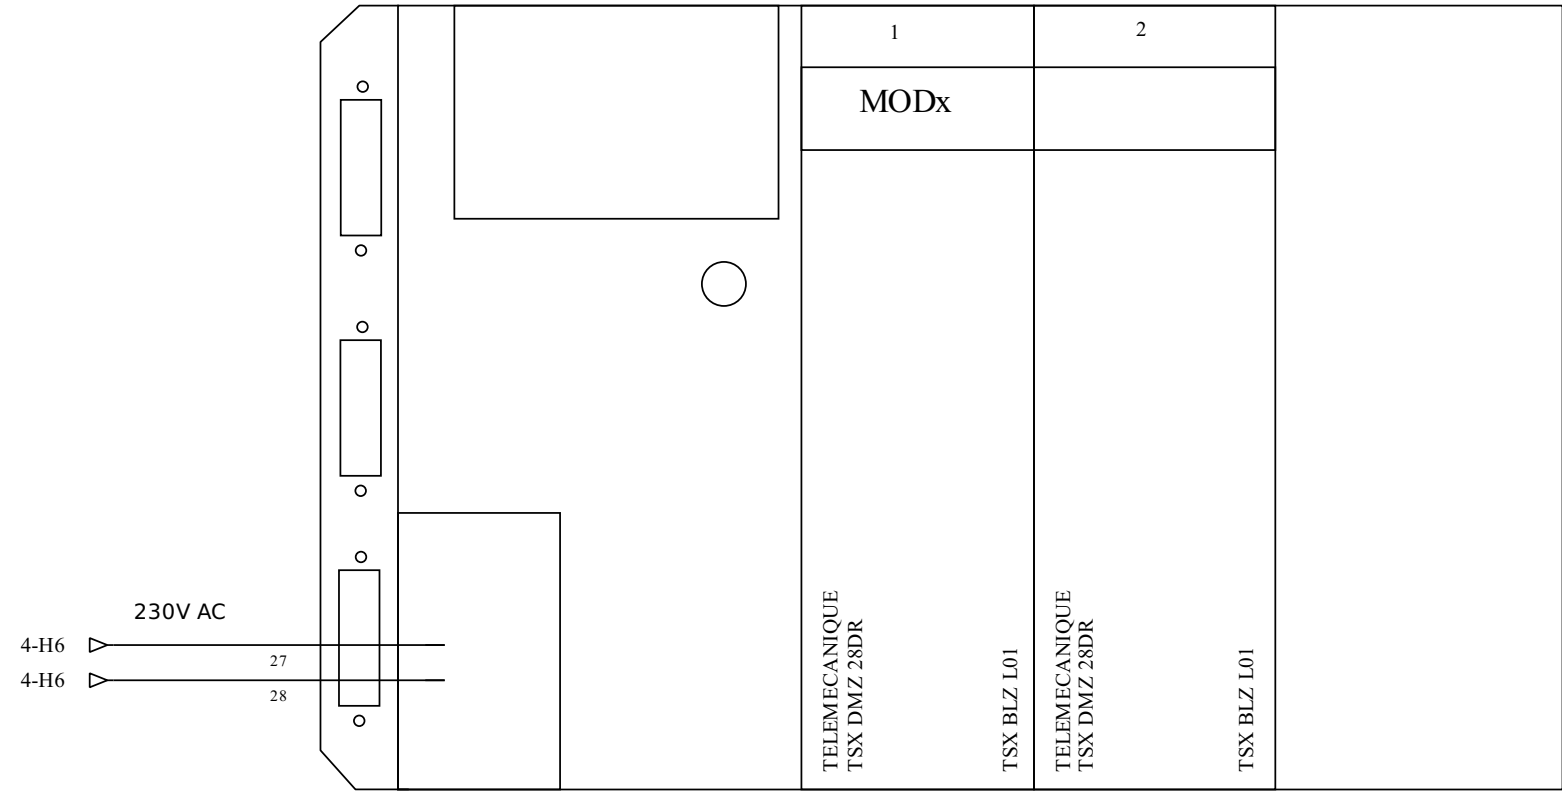 1
2
MODx
230V AC
4-H6
27
4-H6
28
TELEMECANIQUE
TSX DMZ 28DR
TSX BLZ L01
TELEMECANIQUE
TSX DMZ 28DR
TSX BLZ L01